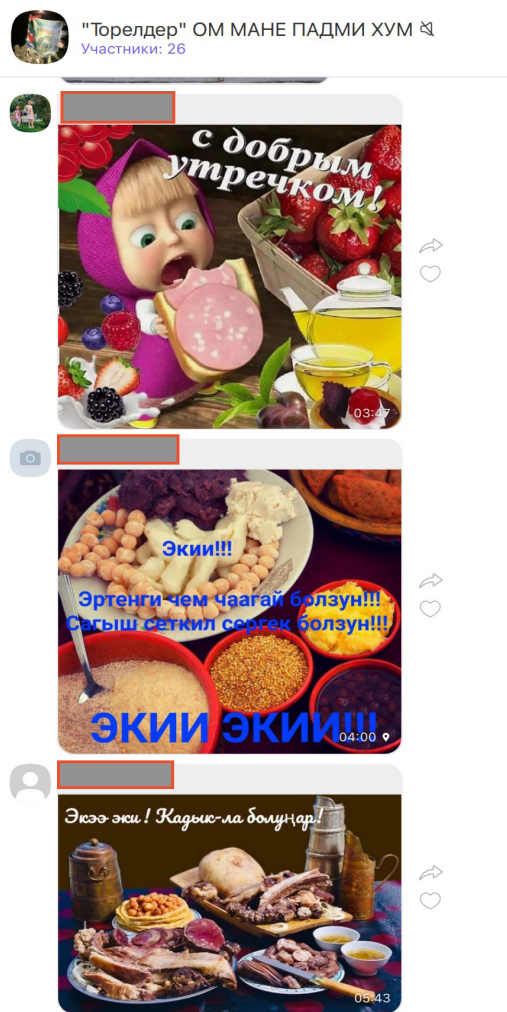 "Торелдер" ОМ МАНЕ ПАДМИ ХУМ
Участники: 26
с добрым
утречком!
03:47
Экии!!!
Эртенги чем чаагай болзун!!!
Сагыш сеткил сергек болзун!!!
ЭКИИ ЭКИИ!!!
04:00
Экээ эки ! Кадык-ла болуңар!
05:43